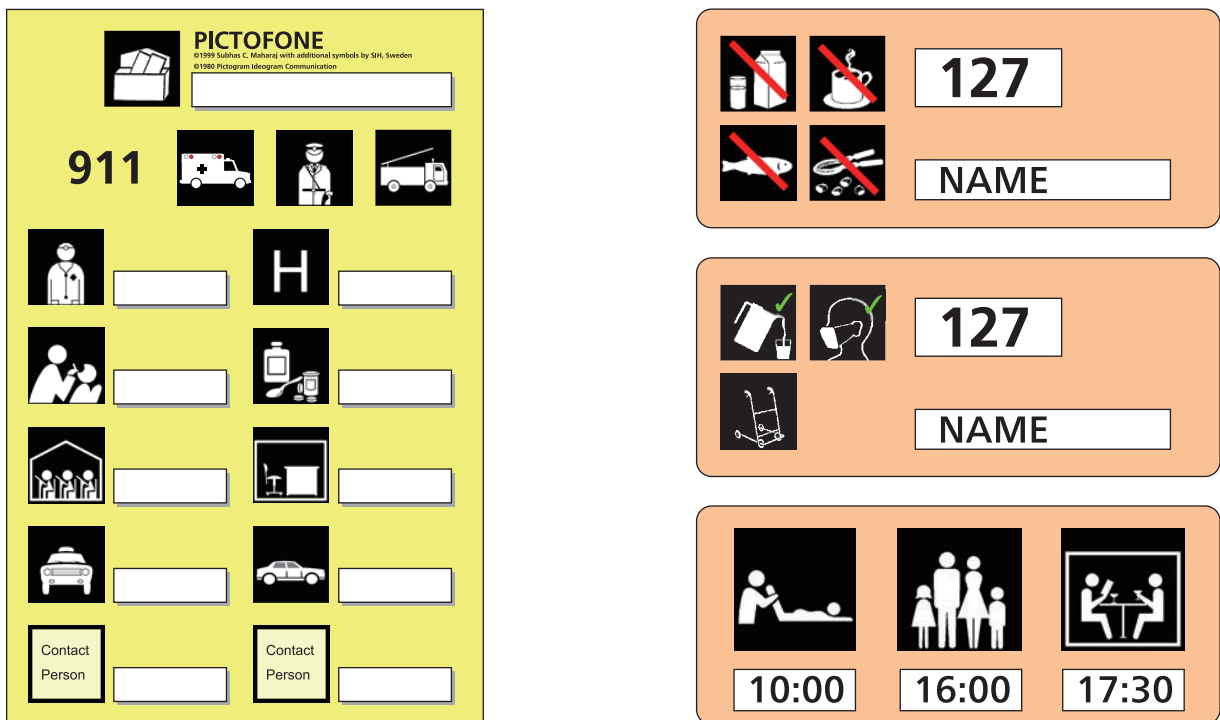 PICTOFONE
©1999 Subhas C. Maharaj with additional symbols by SIH, Sweden
©1980 Pictogram Ideogram Communication
911
H
Contact
Person
Contact
Person
127
NAME
127
NAME
10:00 16:00 17:30